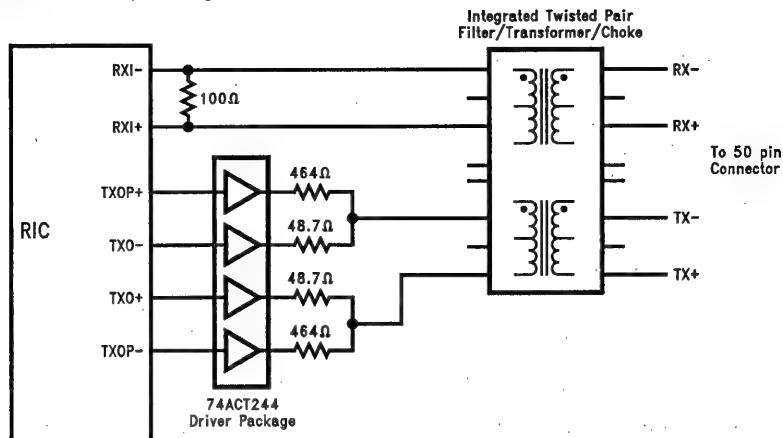 Integrated Twisted Pair
Filter/Transformer/Choke
RXI-
100Ω
RXI+
RX-
RX+
To 50 pin
Connector
RIC
TXOP+
464Ω
TXO-
48.7Ω
TXO+
48.7Ω
TXOP-
464Ω
TX-
TX+
74ACT244
Driver Package